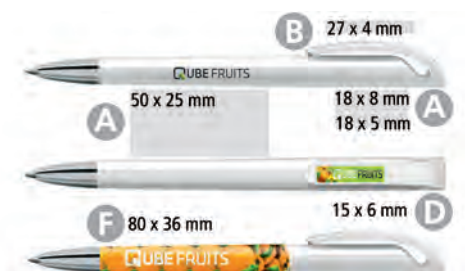 B 27 x 4 mm
QUBE FRUITS
A 50 x 25 mm
18 x 8 mm A
18 x 5 mm
QUBE FRUITS
15 x 6 mm D
F 80 x 36 mm
QUBE FRUITS